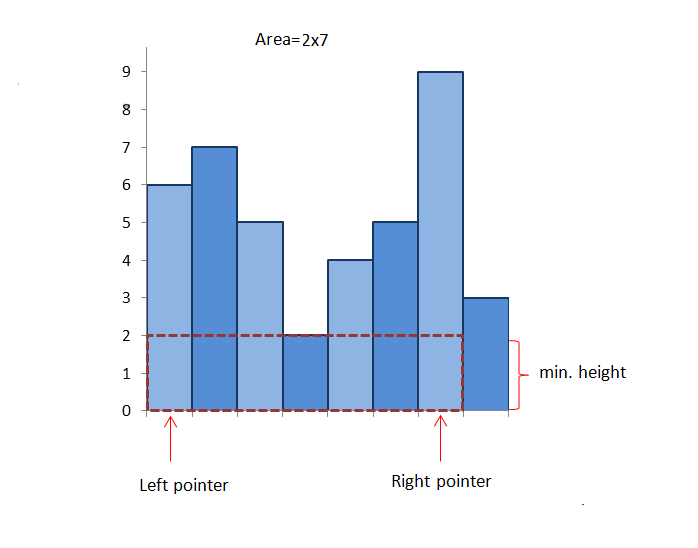 Area=2x7
9
8
7
6
5
4
3
2
1
0
min. height
Left pointer
Right pointer